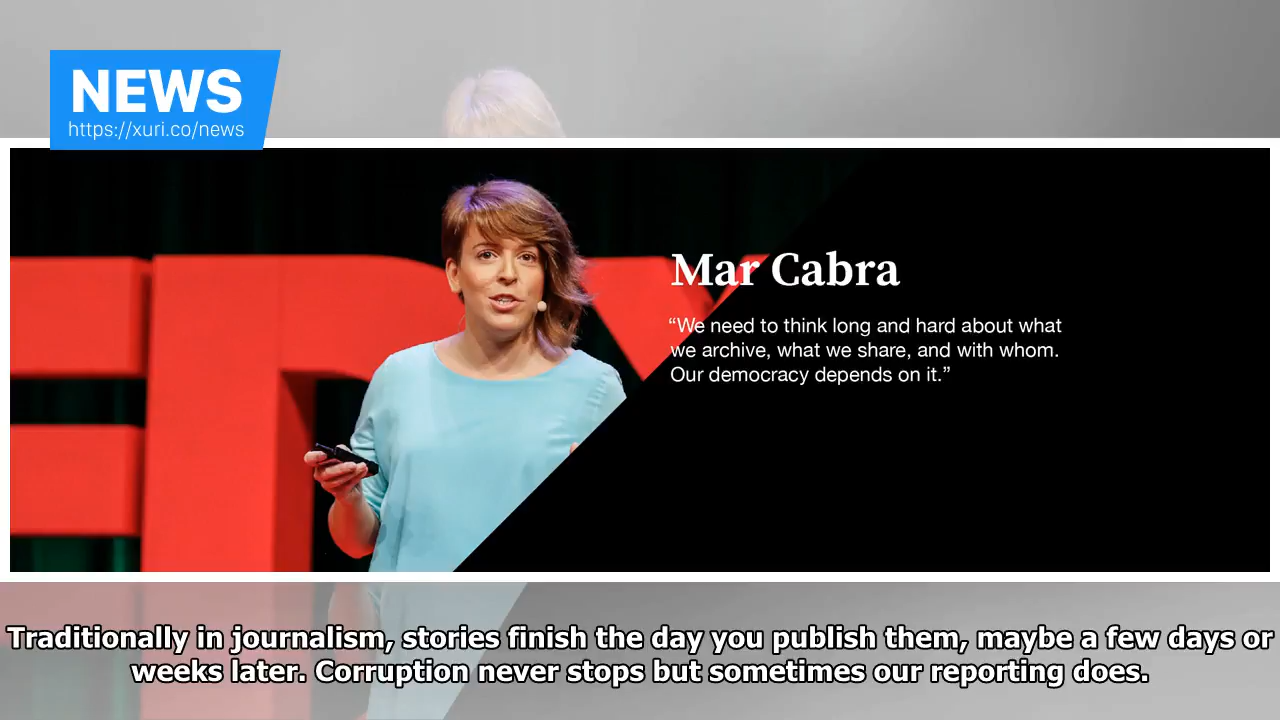 NEWS
https://xuri.co/news
Mar Cabra
“We need to think long and hard about what
we archive, what we share, and with whom.
Our democracy depends on it.”
Traditionally in journalism, stories finish the day you publish them, maybe a few days or
weeks later. Corruption never stops but sometimes our reporting does.